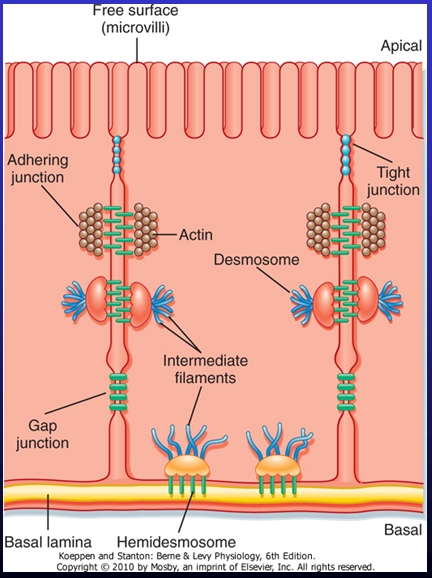 Free surface
(microvilli)
Apical
Adhering
junction
Tight
junction
Actin
Desmosome
Intermediate
filaments
Gap
junction
Basal
Basal lamina
Hemidesmosome
Koeppen and Stanton: Berne & Levy Physiology, 6th Edition.
Copyright © 2010 by Mosby, an imprint of Elsevier, Inc. All rights reserved.